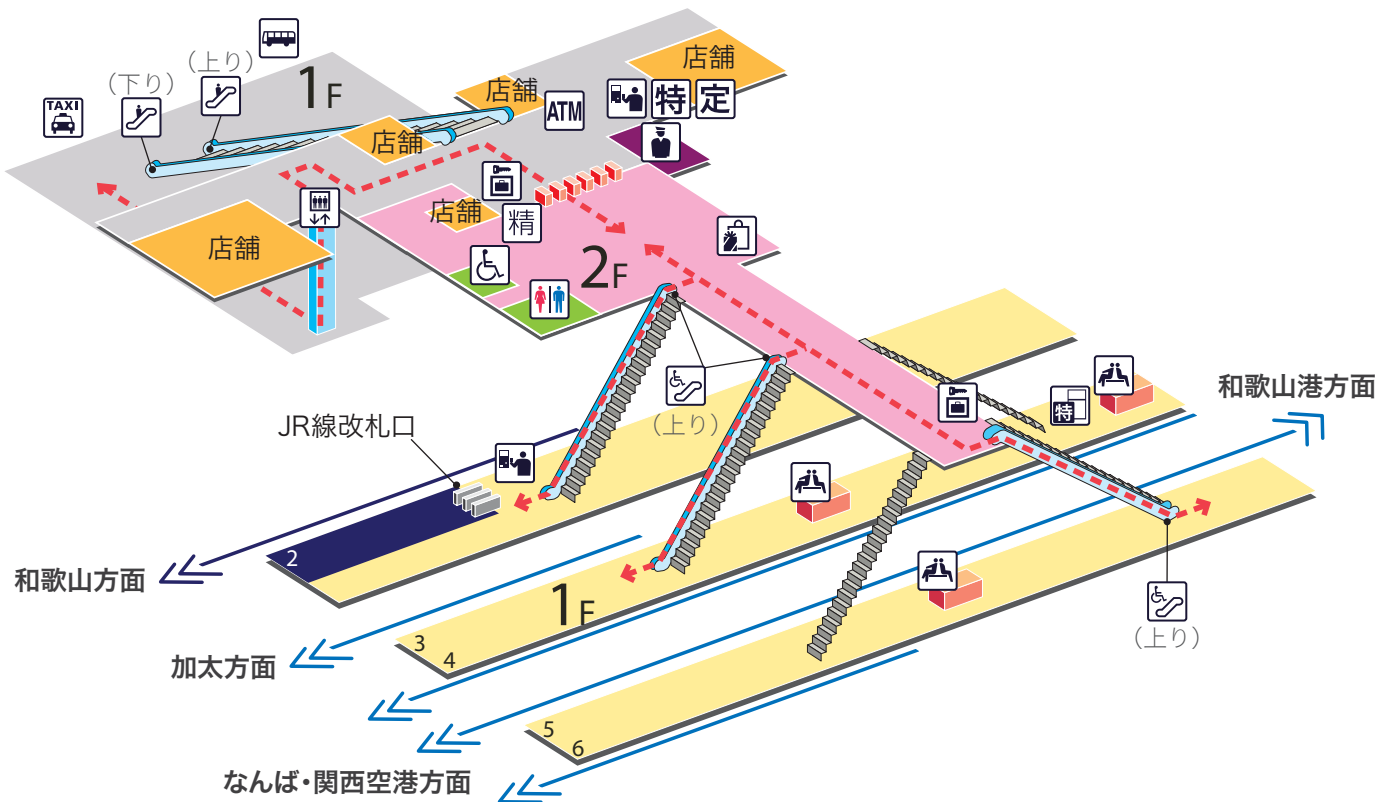 (上り)
(下り)
1F
TAXI
店舗
ATM
店舗
特
定
店舗
店舗
精
店舗
2F
(上り)
特
和歌山港方面
JR線改札口
2
和歌山方面
1F
3
4
加太方面
(上り)
5
6
なんば・関西空港方面